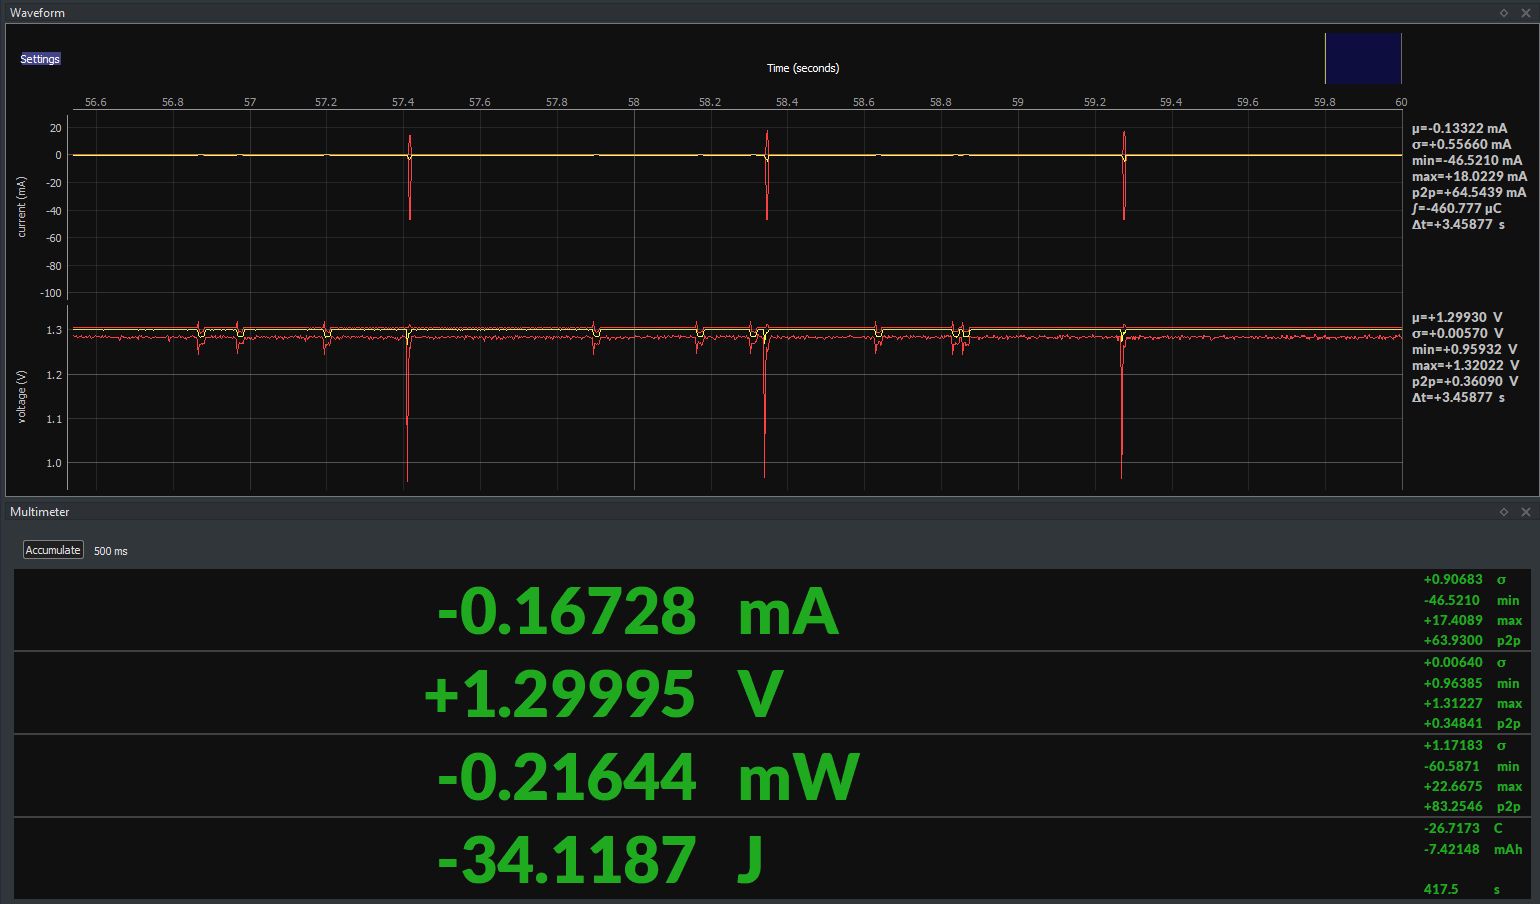 Waveform
Settings
Time (seconds)
56.6 56.8 57 57.2 57.4 57.6 57.8 58 58.2 58.4 58.6 58.8 59 59.2 59.4 59.6 59.8 60
current (mA)
20
0
-20
-40
-60
-80
-100
µ=-0.13322 mA
σ=+0.55660 mA
min=-46.5210 mA
max=+18.0229 mA
p2p=+64.5439 mA
∫=-460.777 µC
Δt=+3.45877 s
voltage (V)
1.3
1.2
1.1
1.0
µ=+1.29930 V
σ=+0.00570 V
min=+0.95932 V
max=+1.32022 V
p2p=+0.36090 V
Δt=+3.45877 s
Multimeter
Accumulate 500 ms
-0.16728 mA
+0.90683 σ
-46.5210 min
+17.4089 max
+63.9300 p2p
+1.29995 V
+0.00640 σ
+0.96385 min
+1.31227 max
+0.34841 p2p
-0.21644 mW
+1.17183 σ
-60.5871 min
+22.6675 max
+83.2546 p2p
-34.1187 J
-26.7173 C
-7.42148 mAh
417.5 s